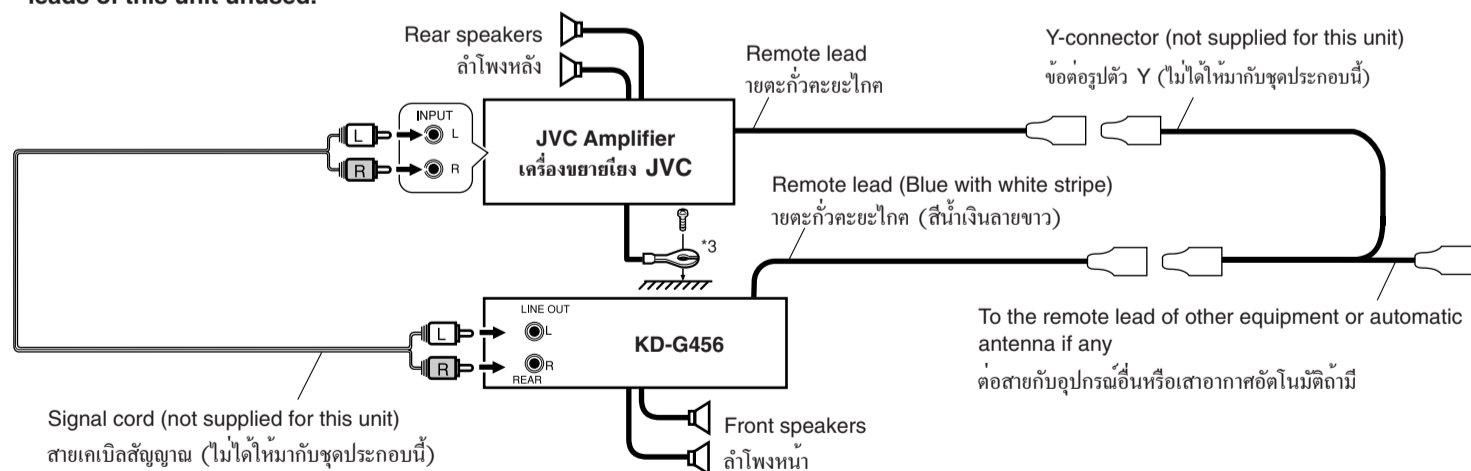 leads of this unit unused.
Rear speakers
ลำโพงหลัง
Remote lead
ายตะกั่วคะยะไกค
Y-connector (not supplied for this unit)
ข้อต่อรูปตัว Y (ไม่ได้ให้มากับชุดประกอบนี้)
INPUT
L
R
L
R
JVC Amplifier
เครื่องขยายเียง JVC
Remote lead (Blue with white stripe)
ายตะกั่วคะยะไกค (สีน้ำเงินลายขาว)
*3
LINE OUT
L
R
REAR
L
R
KD-G456
To the remote lead of other equipment or automatic
antenna if any
ต่อสายกับอุปกรณ์อื่นหรือเสาอากาศอัตโนมัติถ้ามี
Signal cord (not supplied for this unit)
สายเคเบิลสัญญาณ (ไม่ได้ให้มากับชุดประกอบนี้)
Front speakers
ลำโพงหน้า